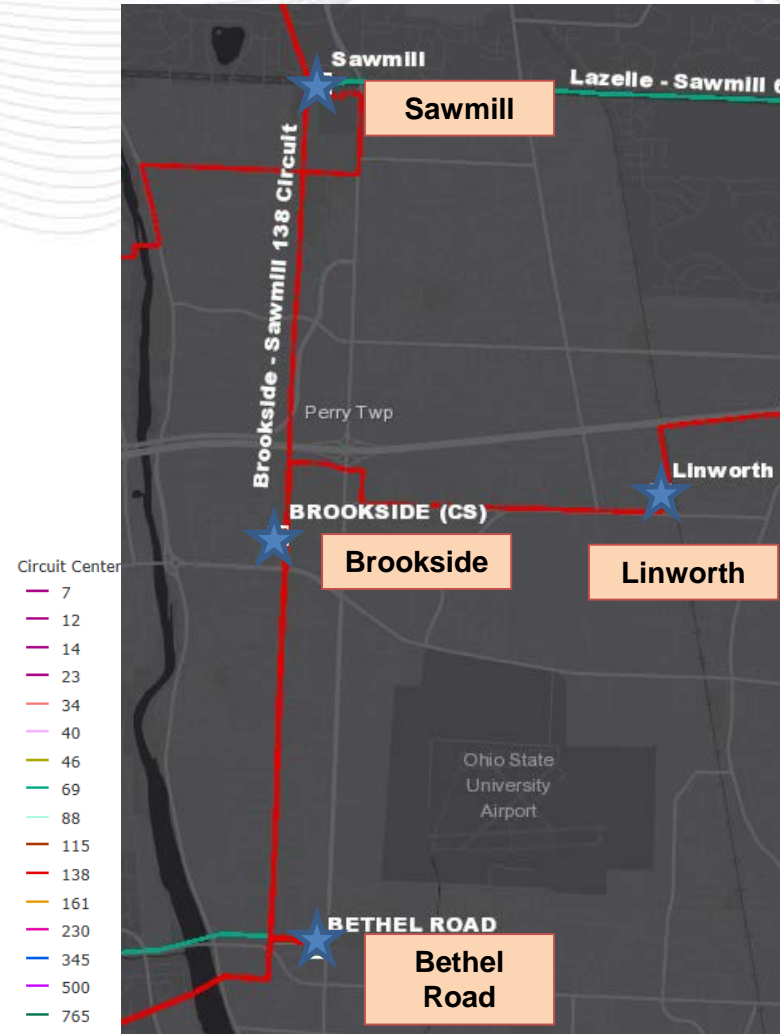 Sawmill
Sawmill
Lazelle - Sawmill 6
Brookside - Sawmill 138 Circuit
Perry Twp
Linworth
BROOKSIDE (CS)
Brookside
Linworth
Circuit Center
7
12
14
23
34
40
46
69
88
115
138
161
230
345
500
765
Ohio State
University
Airport
BETHEL ROAD
Bethel
Road